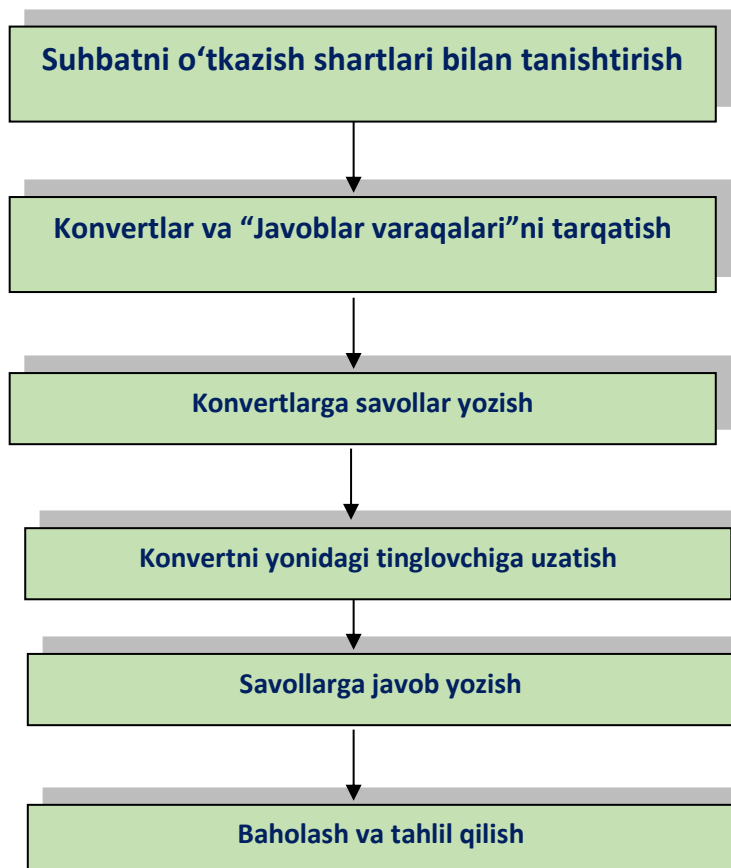 Suhbatni o‘tkazish shartlari bilan tanishtirish
Konvertlar va “Javoblar varaqalari”ni tarqatish
Konvertlarga savollar yozish
Konvertni yonidagi tinglovchiga uzatish
Savollarga javob yozish
Baholash va tahlil qilish